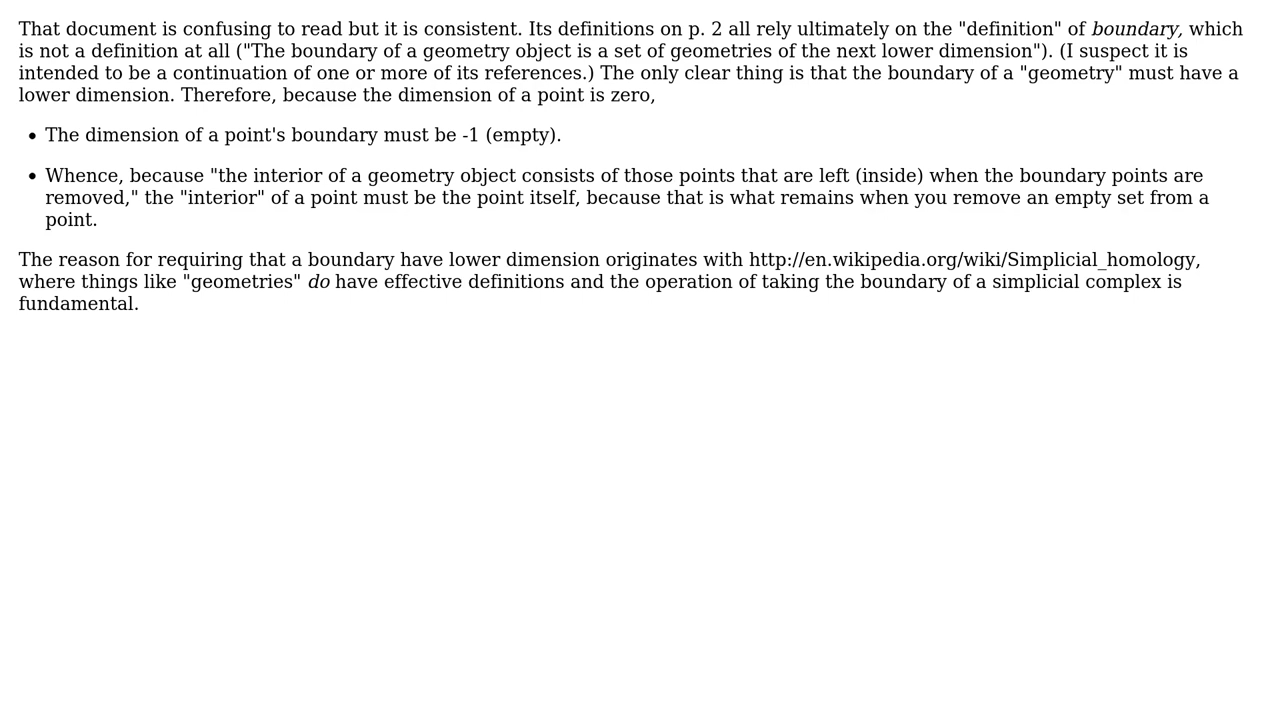 That document is confusing to read but it is consistent. Its definitions on p. 2 all rely ultimately on the "definition" of boundary, which
is not a definition at all ("The boundary of a geometry object is a set of geometries of the next lower dimension"). (I suspect it is
intended to be a continuation of one or more of its references.) The only clear thing is that the boundary of a "geometry" must have a
lower dimension. Therefore, because the dimension of a point is zero,
• The dimension of a point's boundary must be -1 (empty).
• Whence, because "the interior of a geometry object consists of those points that are left (inside) when the boundary points are
removed," the "interior" of a point must be the point itself, because that is what remains when you remove an empty set from a
point.
The reason for requiring that a boundary have lower dimension originates with http://en.wikipedia.org/wiki/Simplicial_homology,
where things like "geometries" do have effective definitions and the operation of taking the boundary of a simplicial complex is
fundamental.